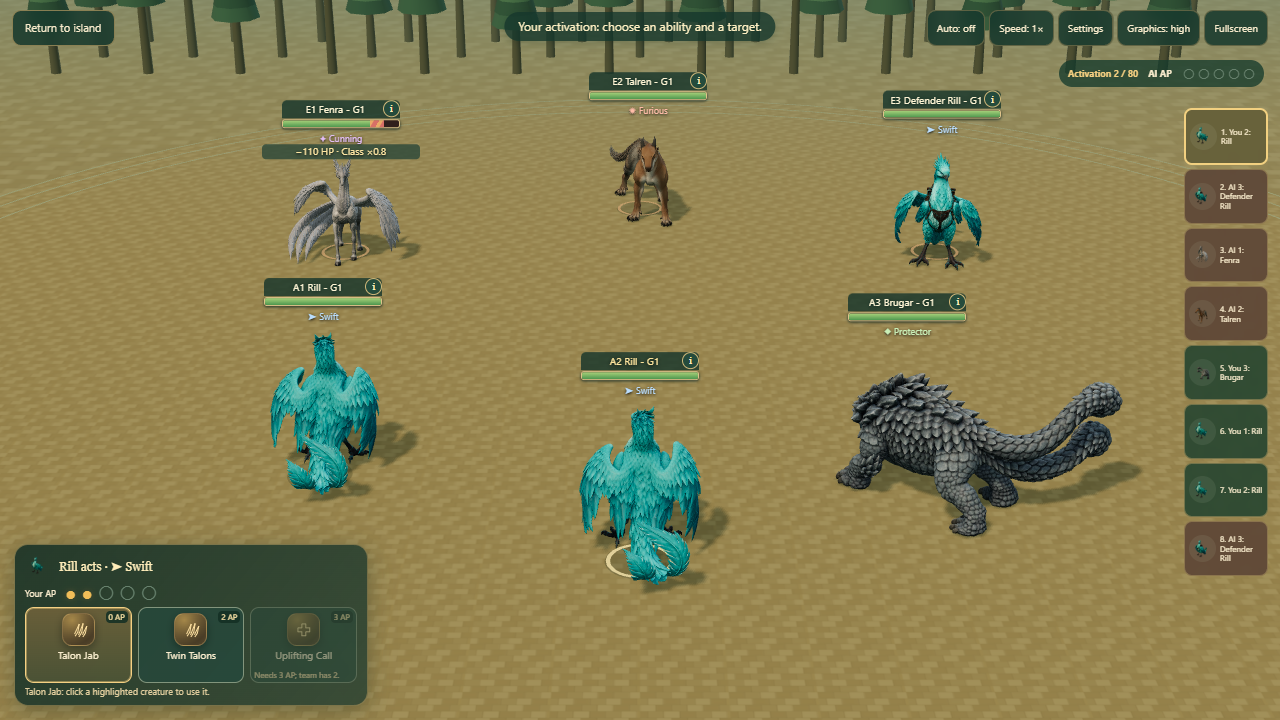 Return to island
Your activation: choose an ability and a target.
Auto: off
Speed: 1×
Settings
Graphics: high
Fullscreen
Activation 2 / 80 AI AP
E1 Fenra - G1 i
Cunning
−110 HP · Class ×0.8
E2 Talren - G1 i
Furious
E3 Defender Rill - G1 i
Swift
A1 Rill - G1 i
Swift
A2 Rill - G1 i
Swift
A3 Brugar - G1 i
Protector
1. You 2:
Rill
2. AI 3:
Defender
Rill
3. AI 1:
Fenra
4. AI 2:
Talren
5. You 3:
Brugar
6. You 1: Rill
7. You 2: Rill
8. AI 3:
Defender
Rill
Rill acts · ➤ Swift
Your AP
0 AP
Talon Jab
2 AP
Twin Talons
3 AP
Uplifting Call
Needs 3 AP; team has 2.
Talon Jab: click a highlighted creature to use it.